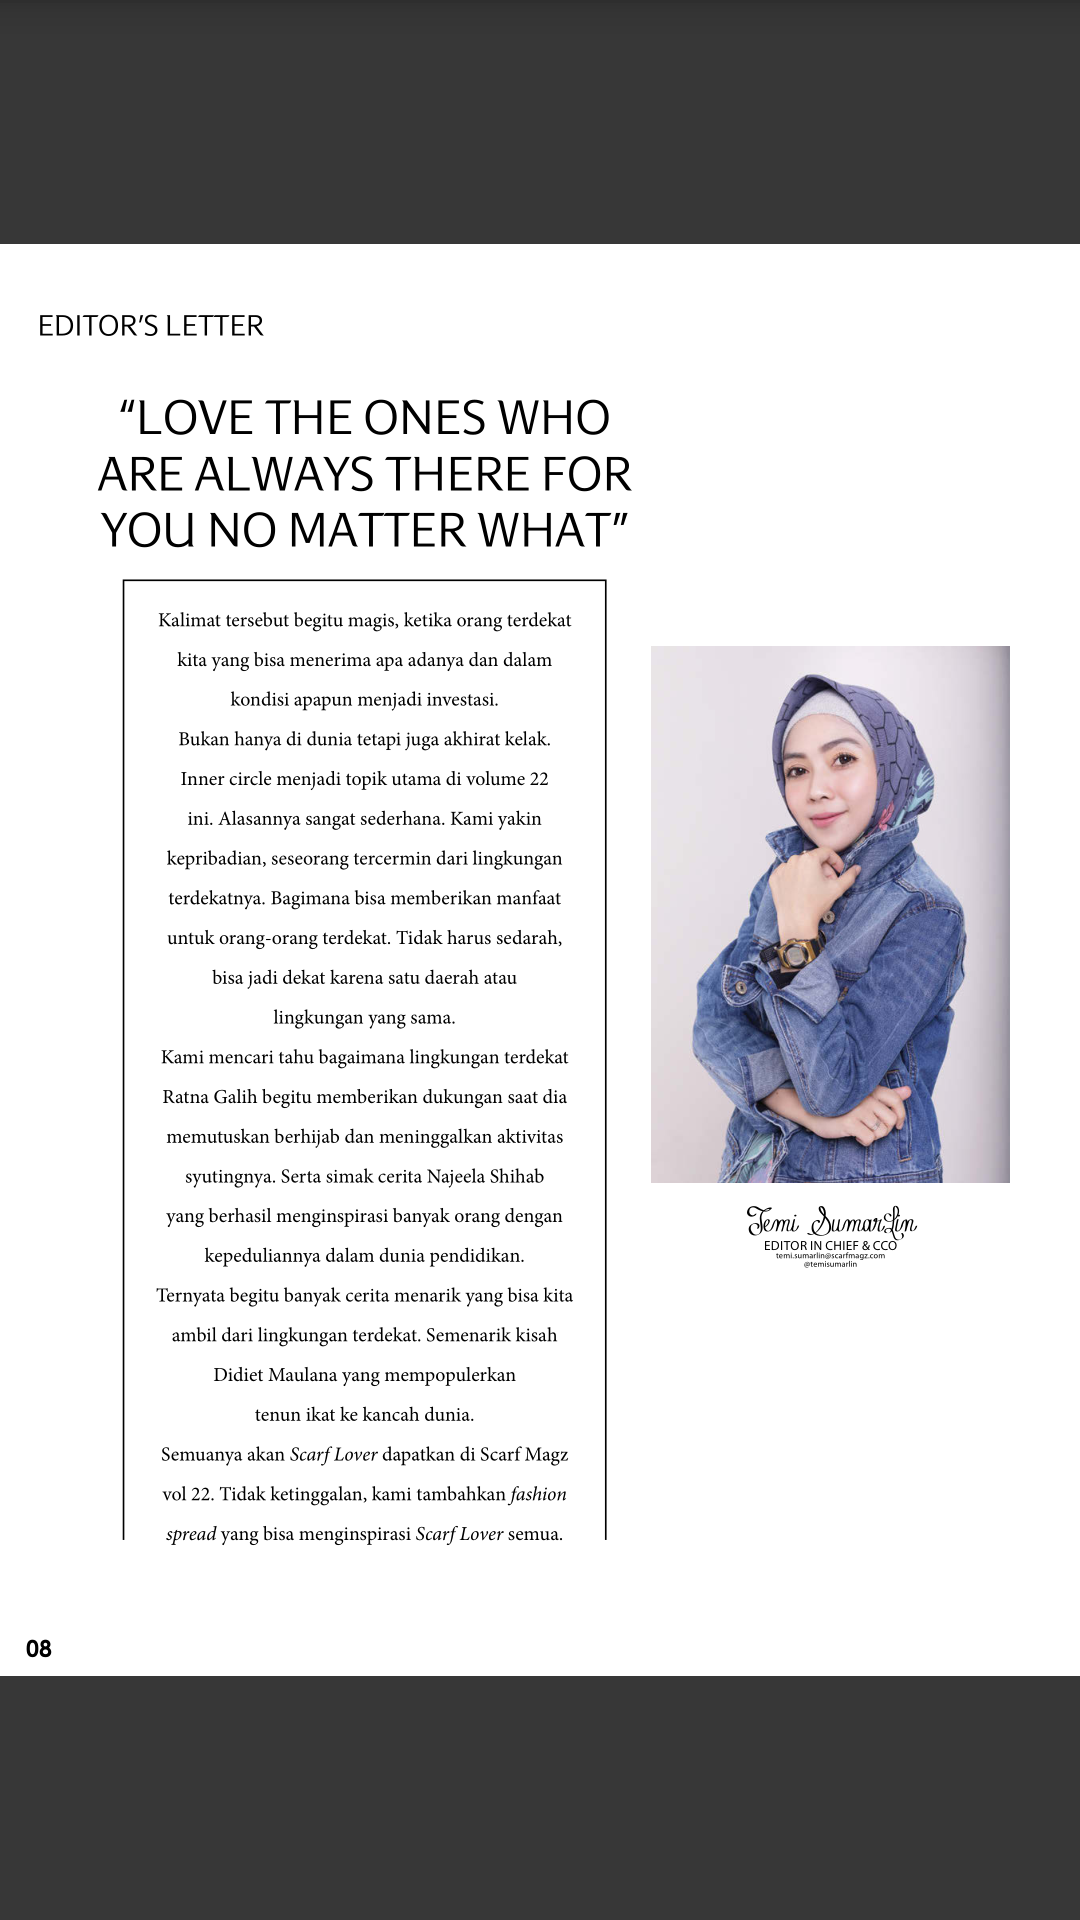 EDITOR'S LETTER
“LOVE THE ONES WHO
ARE ALWAYS THERE FOR
YOU NO MATTER WHAT”
Kalimat tersebut begitu magis, ketika orang terdekat
kita yang bisa menerima apa adanya dan dalam
kondisi apapun menjadi investasi.
Bukan hanya di dunia tetapi juga akhirat kelak.
Inner circle menjadi topik utama di volume 22
ini. Alasannya sangat sederhana. Kami yakin
kepribadian, seseorang tercermin dari lingkungan
terdekatnya. Bagimana bisa memberikan manfaat
untuk orang-orang terdekat. Tidak harus sedarah,
bisa jadi dekat karena satu daerah atau
lingkungan yang sama.
Kami mencari tahu bagaimana lingkungan terdekat
Ratna Galih begitu memberikan dukungan saat dia
memutuskan berhijab dan meninggalkan aktivitas
syutingnya. Serta simak cerita Najeela Shihab
yang berhasil menginspirasi banyak orang dengan
kepeduliannya dalam dunia pendidikan.
Ternyata begitu banyak cerita menarik yang bisa kita
ambil dari lingkungan terdekat. Semenarik kisah
Didiet Maulana yang mempopulerkan
tenun ikat ke kancah dunia.
Semuanya akan Scarf Lover dapatkan di Scarf Magz
vol 22. Tidak ketinggalan, kami tambahkan fashion
spread yang bisa menginspirasi Scarf Lover semua.
Temi Sumarlin
EDITOR IN CHIEF & CCO
temi.sumarlin@scarfmagz.com
@temisumarlin
08